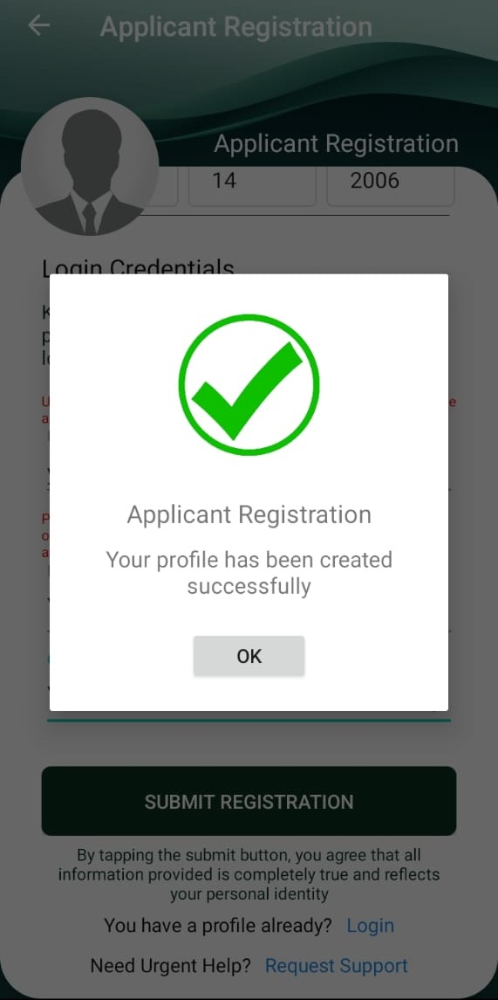 Applicant Registration
Applicant Registration
14
2006
Login Credentials
Applicant Registration
Your profile has been created
successfully
OK
SUBMIT REGISTRATION
By tapping the submit button, you agree that all
information provided is completely true and reflects
your personal identity
You have a profile already? Login
Need Urgent Help? Request Support